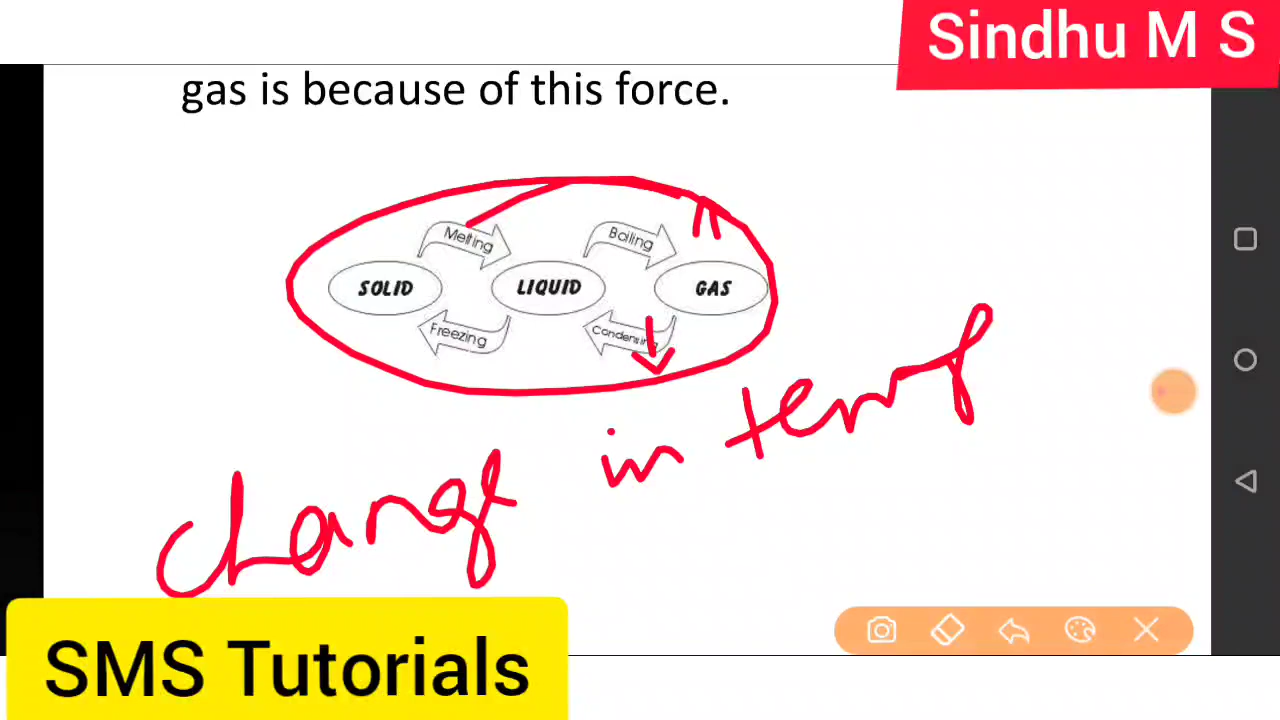 Sindhu M S
gas is because of this force.
Melting
Boiling
SOLID
LIQUID
GAS
Freezing
Condensing
change in temp
SMS Tutorials